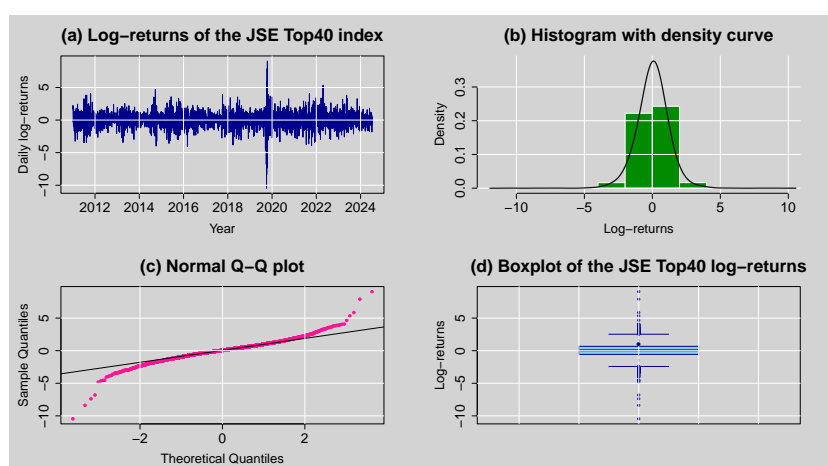 (a) Log−returns of the JSE Top40 index
Daily log−returns
5
0
−5
−10
2012 2014 2016 2018 2020 2022 2024
Year
(b) Histogram with density curve
Density
0.3
0.2
0.1
0.0
−10 −5 0 5 10
Log−returns
(c) Normal Q−Q plot
Sample Quantiles
5
0
−5
−10
−2 0 2
Theoretical Quantiles
(d) Boxplot of the JSE Top40 log−returns
Log−returns
5
0
−5
−10